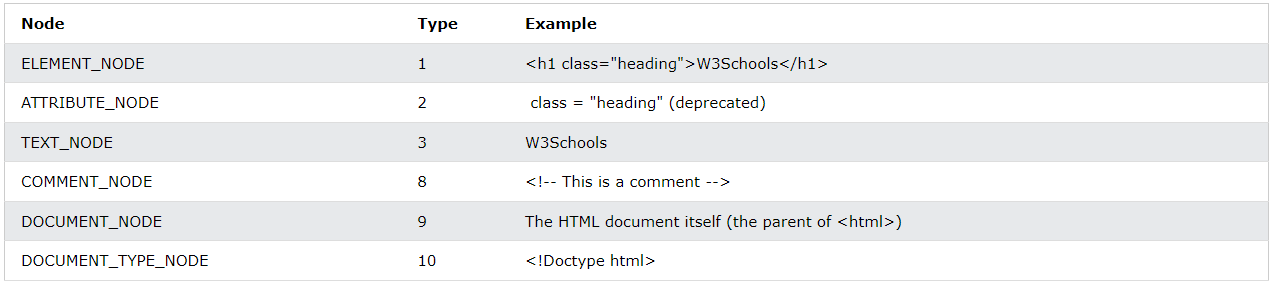 Node Type Example
ELEMENT_NODE 1 <h1 class="heading">W3Schools</h1>
ATTRIBUTE_NODE 2 class = "heading" (deprecated)
TEXT_NODE 3 W3Schools
COMMENT_NODE 8 <!-- This is a comment -->
DOCUMENT_NODE 9 The HTML document itself (the parent of <html>)
DOCUMENT_TYPE_NODE 10 <!Doctype html>